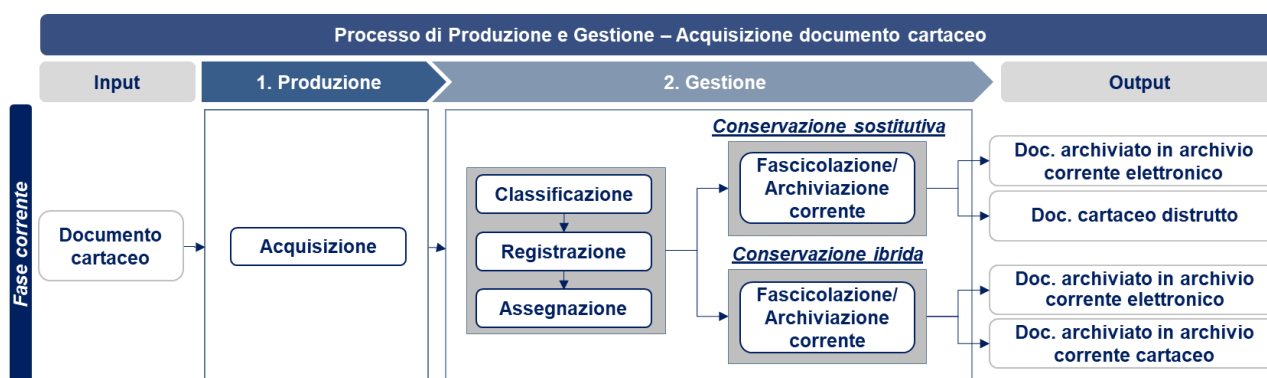 Processo di Produzione e Gestione – Acquisizione documento cartaceo
Input
1. Produzione
2. Gestione
Output
Fase corrente
Documento
cartaceo
Acquisizione
Classificazione
Registrazione
Assegnazione
Conservazione sostitutiva
Fascicolazione/
Archiviazione
corrente
Conservazione ibrida
Fascicolazione/
Archiviazione
corrente
Doc. archiviato in archivio
corrente elettronico
Doc. cartaceo distrutto
Doc. archiviato in archivio
corrente elettronico
Doc. archiviato in archivio
corrente cartaceo